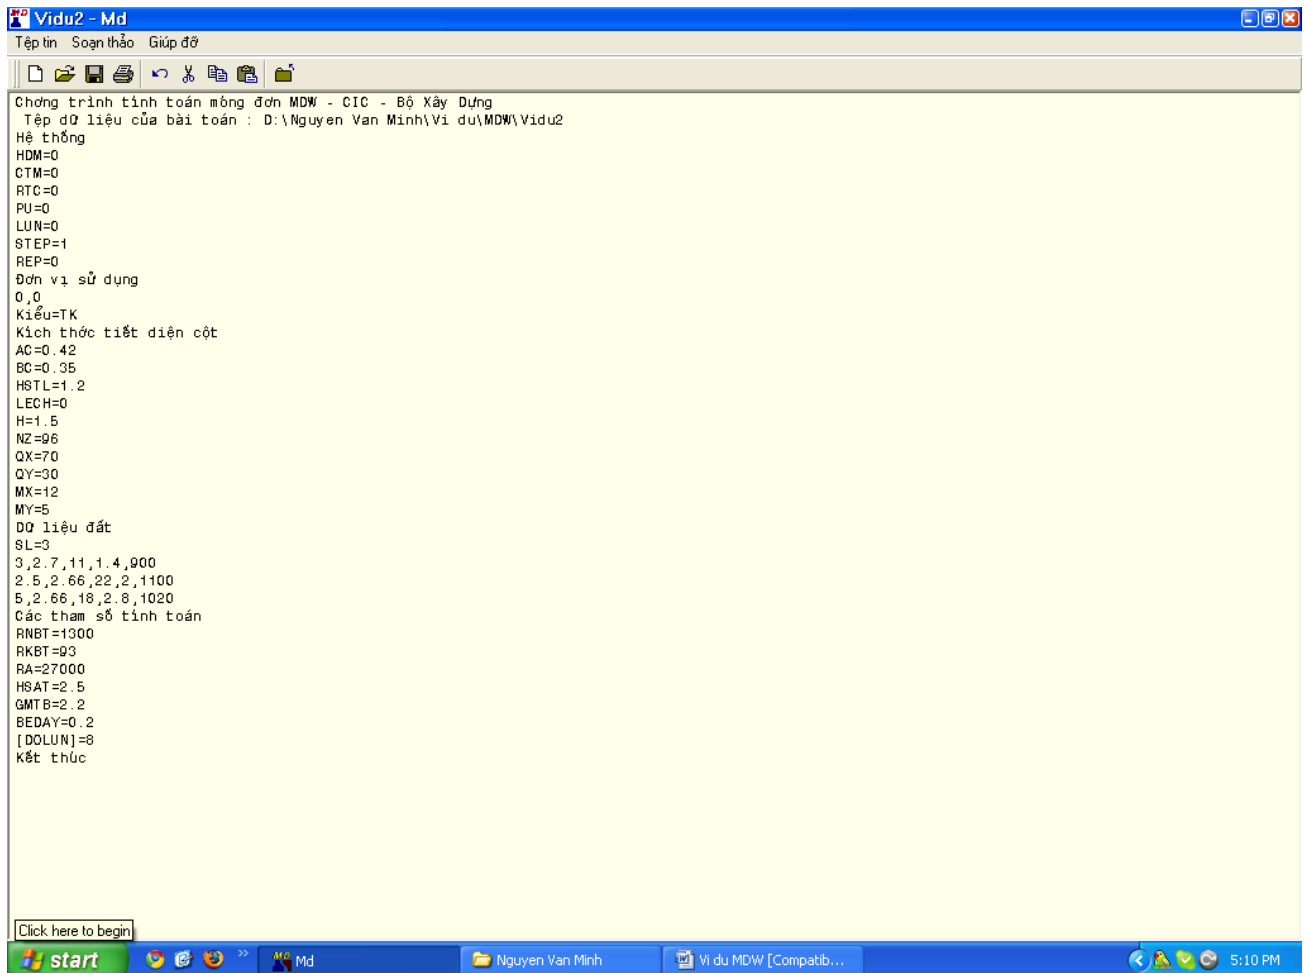 Vidu2 - Md
Tệp tin Soạn thảo Giúp đỡ
Chơng trình tính toán móng đơn MDW - CIC - Bộ Xây Dựng
Tệp dữ liệu của bài toán : D:\Nguyen Van Minh\Vi du\MDW\Vidu2
Hệ thống
HDM=0
CTM=0
RTC=0
PU=0
LUN=0
STEP=1
REP=0
Đơn vị sử dụng
0,0
Kiểu=TK
Kích thớc tiết diện cột
AC=0.42
BC=0.35
HSTL=1.2
LECH=0
H=1.5
NZ=96
QX=70
QY=30
MX=12
MY=5
Dữ liệu đất
SL=3
3,2.7,11,1.4,900
2.5,2.66,22,2,1100
5,2.66,18,2.8,1020
Các tham số tính toán
RNBT=1300
RKBT=93
RA=27000
HSAT=2.5
GMTB=2.2
BEDAY=0.2
[DOLUN]=8
Kết thúc
Click here to begin
start
Md
Nguyen Van Minh
Vi du MDW [Compatib...
5:10 PM